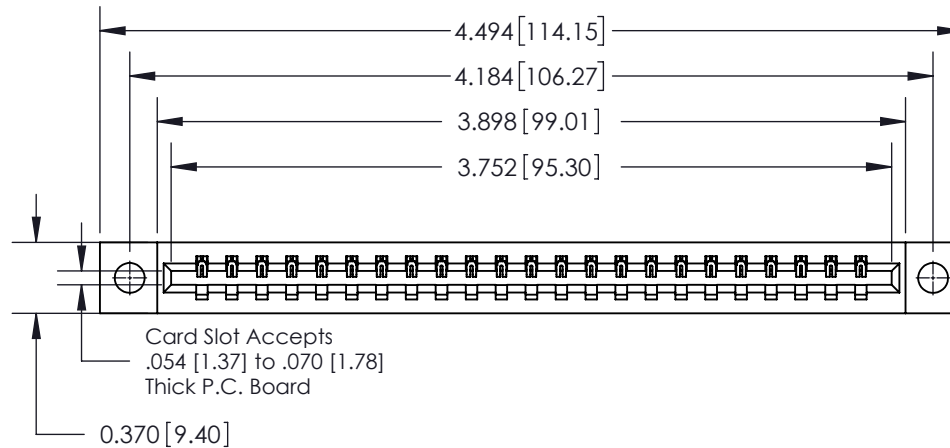 4.494 [114.15]
4.184 [106.27]
3.898 [99.01]
3.752 [95.30]
Card Slot Accepts
.054 [1.37] to .070 [1.78]
Thick P.C. Board
0.370 [9.40]